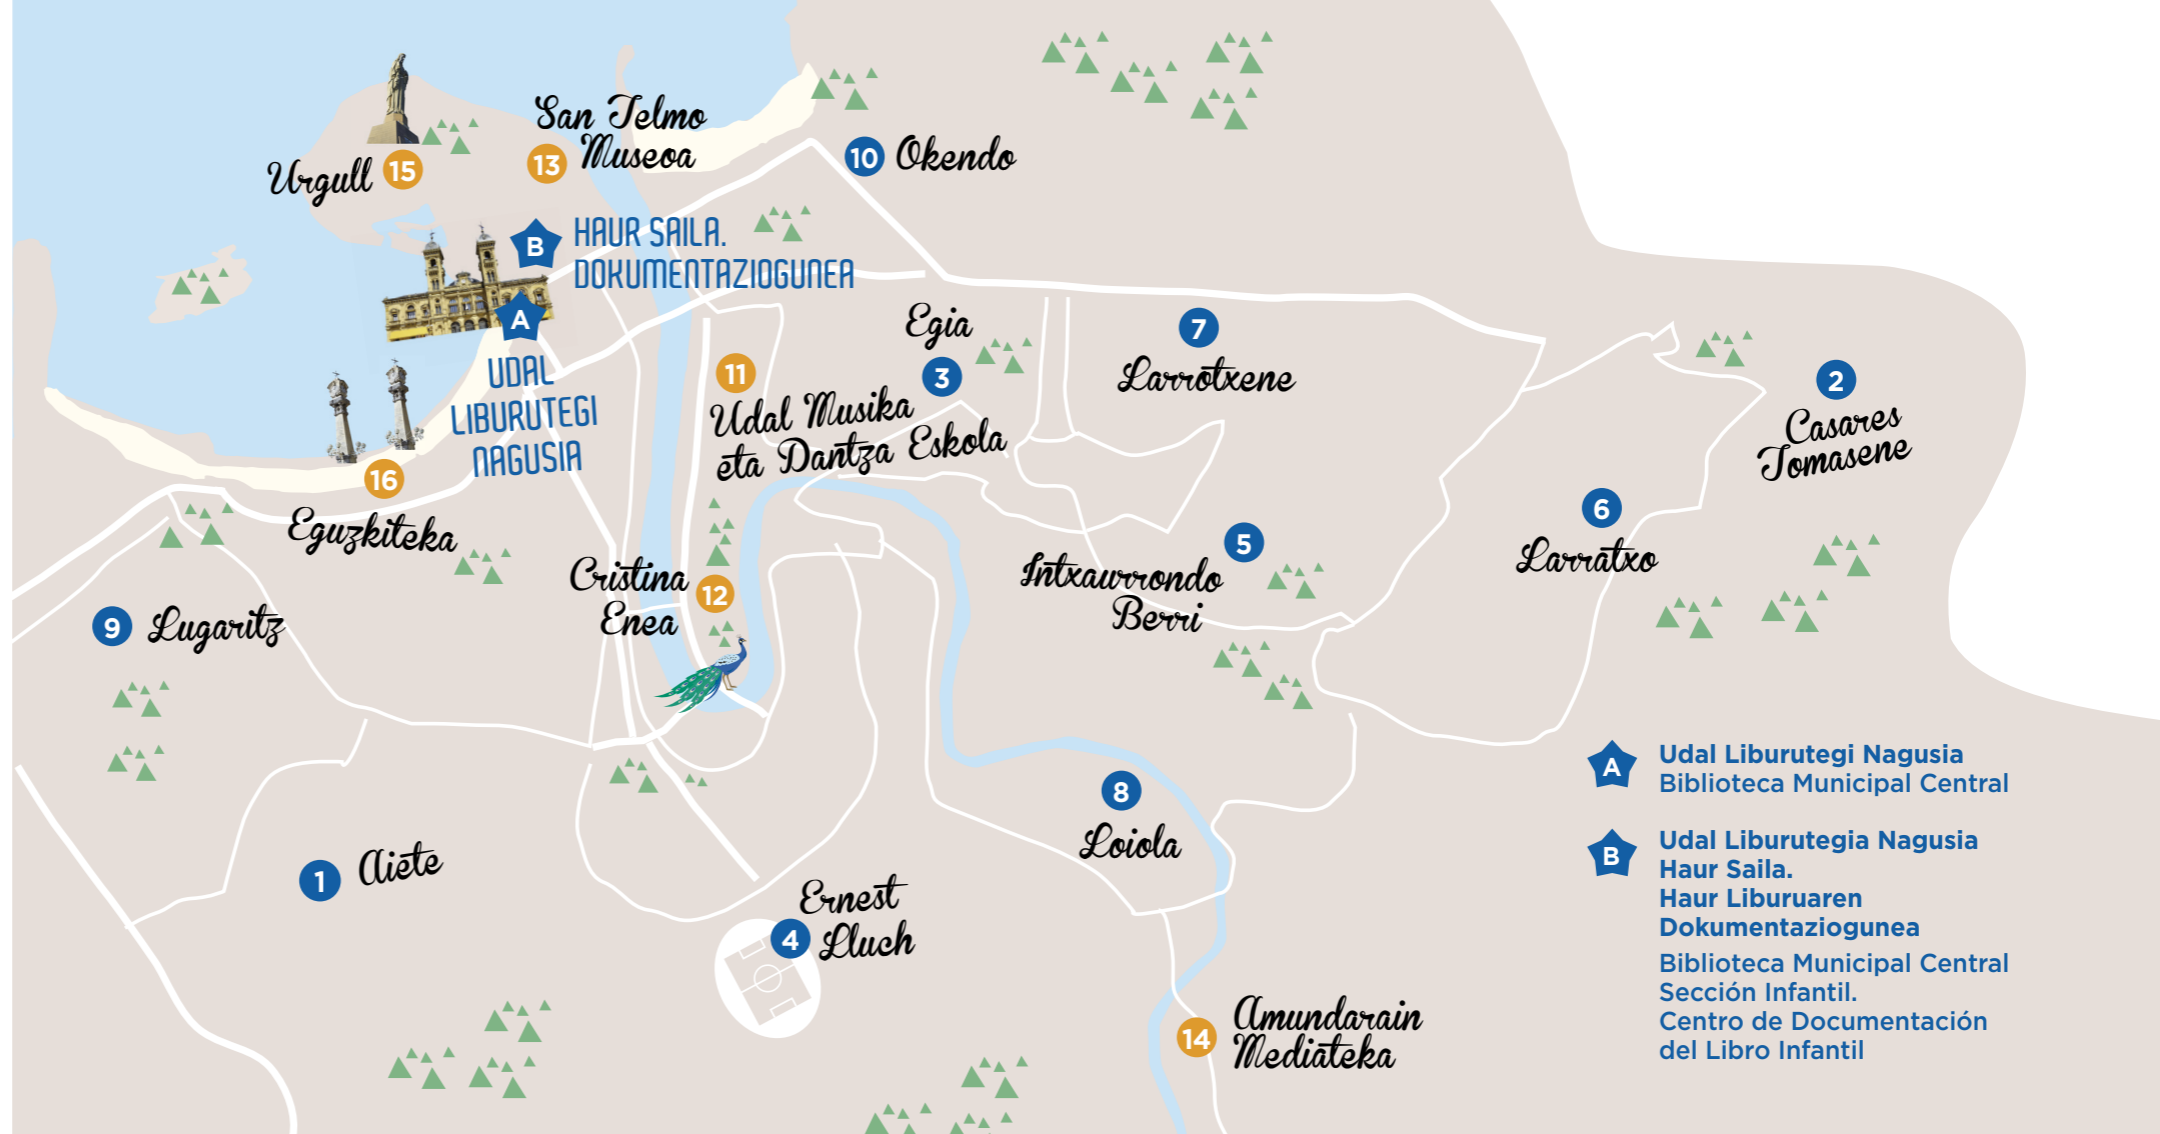 San Telmo
13 Museoa
Urgull 15
10 Okendo
B HAUR SAILA.
DOKUMENTAZIOGUNEA
A
UDAL
LIBURUTEGI
NAGUSIA
Egia
3
7
Larrotxene
11
Udal Musika
eta Dantza Eskola
2
Casares
Tomasene
16
Eguzkiteka
6
Larratxo
5
Intxaurrondo
Berri
Cristina
Enea
12
9 Lugaritz
8
Loiola
1 Aiete
Ernest
4 Lluch
14 Amundarain
Mediateka
A Udal Liburutegi Nagusia
Biblioteca Municipal Central
B Udal Liburutegia Nagusia
Haur Saila.
Haur Liburuaren
Dokumentaziogunea
Biblioteca Municipal Central
Sección Infantil.
Centro de Documentación
del Libro Infantil